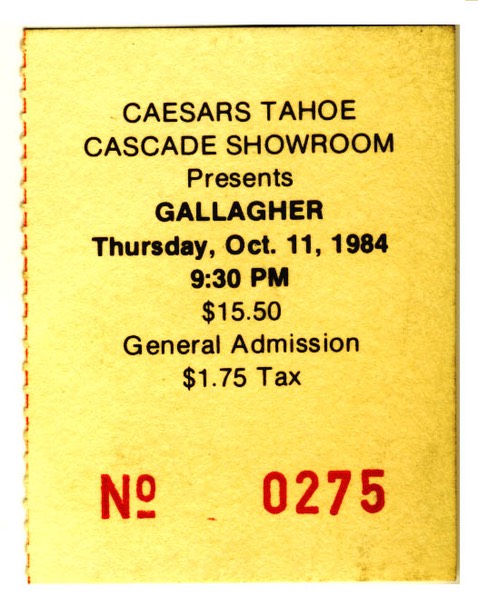 CAESARS TAHOE
CASCADE SHOWROOM
Presents
GALLAGHER
Thursday, Oct. 11, 1984
9:30 PM
$15.50
General Admission
$1.75 Tax
Nº 0275